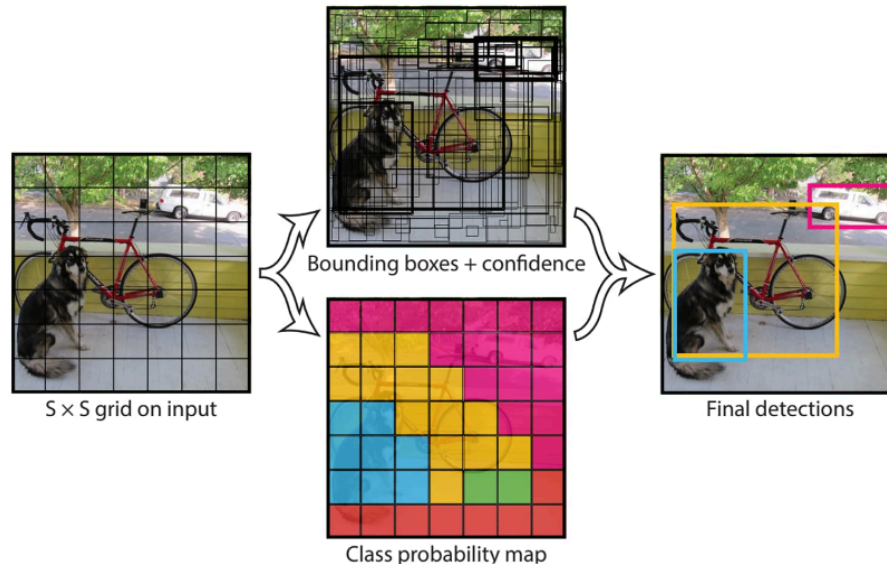 Bounding boxes + confidence
S × S grid on input
Final detections
Class probability map